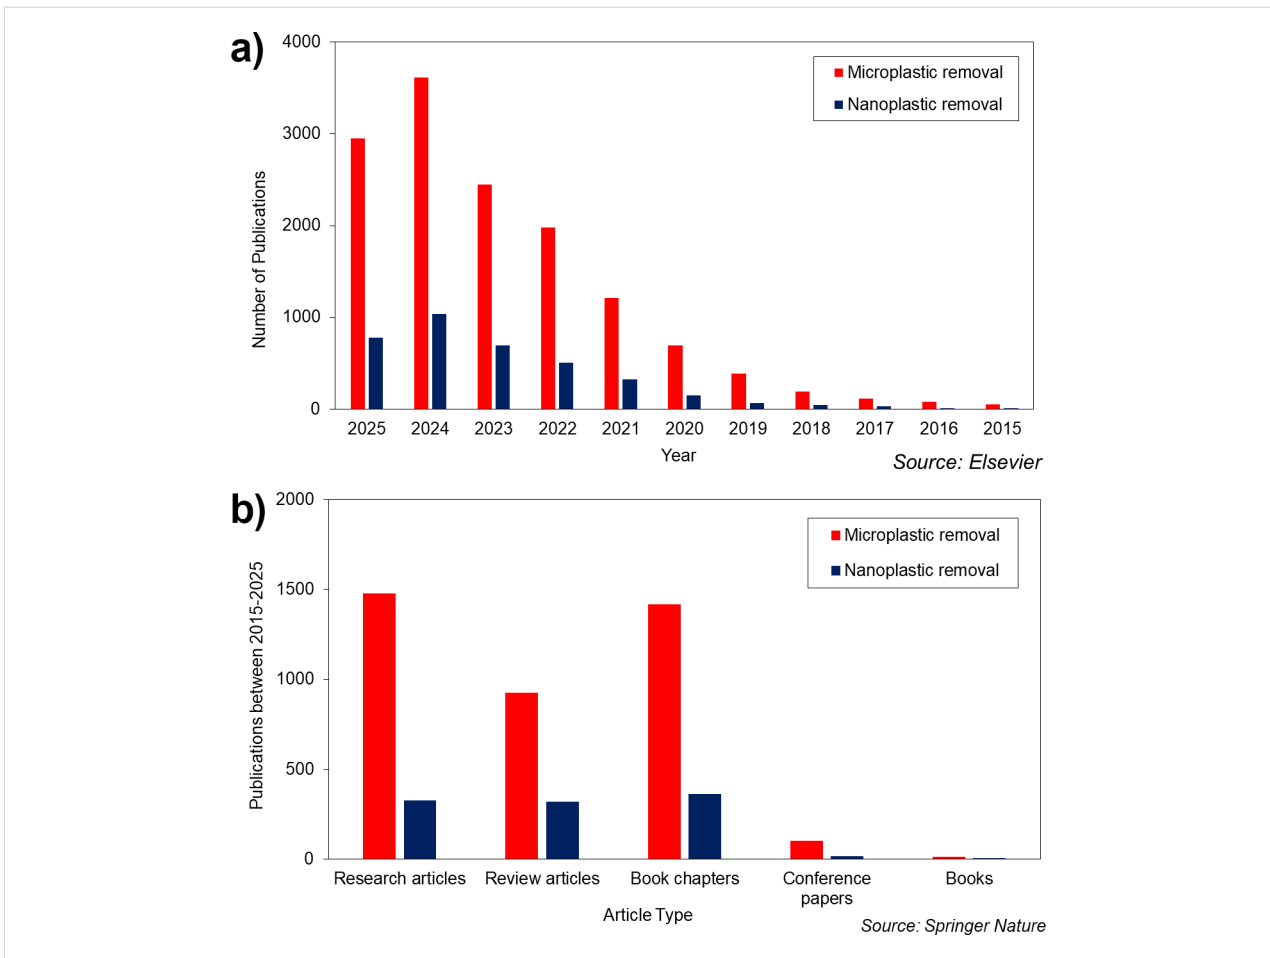 a)
4000
3000
2000
1000
0
Number of Publications
Microplastic removal
Nanoplastic removal
2025 2024 2023 2022 2021 2020 2019 2018 2017 2016 2015
Year
Source: Elsevier
b)
2000
1500
1000
500
0
Publications between 2015-2025
Microplastic removal
Nanoplastic removal
Research articles Review articles Book chapters Conference papers Books
Article Type
Source: Springer Nature